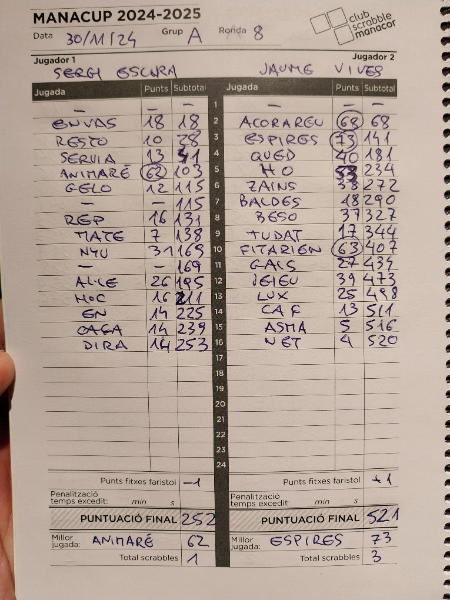 MANACUP 2024-2025
club scrabble manacor
Data 30/11/24 Grup A Ronda 8
Jugador 1 Jugador 2
SERGI ESCURA JAUME VIVES
Jugada Punts Subtotal Jugada Punts Subtotal
— — — 1 — — —
ENVAS 18 18 2 ACORAREU 68 68
RESTO 10 28 3 ESPIRES 73 141
SERVIA 13 41 4 QUED 40 181
ANIMARÉ 62 103 5 HO 53 234
GELO 12 115 6 ZAINS 38 272
— — 115 7 BALDES 18 290
REP 16 131 8 BESO 37 327
MATE 7 138 9 TUDAT 17 344
NYU 31 169 10 FITARIEN 63 407
— — 169 11 GALS 27 434
26 195 12 IEIEU 39 473
HOC 16 211 13 LUX 25 498
EN 14 225 14 CAF 13 511
CAGA 14 239 15 ASMA 5 516
DIRA 14 253 16 NET 4 520
17
18
19
20
21
22
23
24
Punts fitxes faristol -1 Punts fitxes faristol +1
Penalització temps excedit: min s Penalització temps excedit: min s
PUNTUACIÓ FINAL 252 PUNTUACIÓ FINAL 521
Millor jugada: ANIMARÉ 62 Millor jugada: ESPIRES 73
Total scrabbles 1 Total scrabbles 3